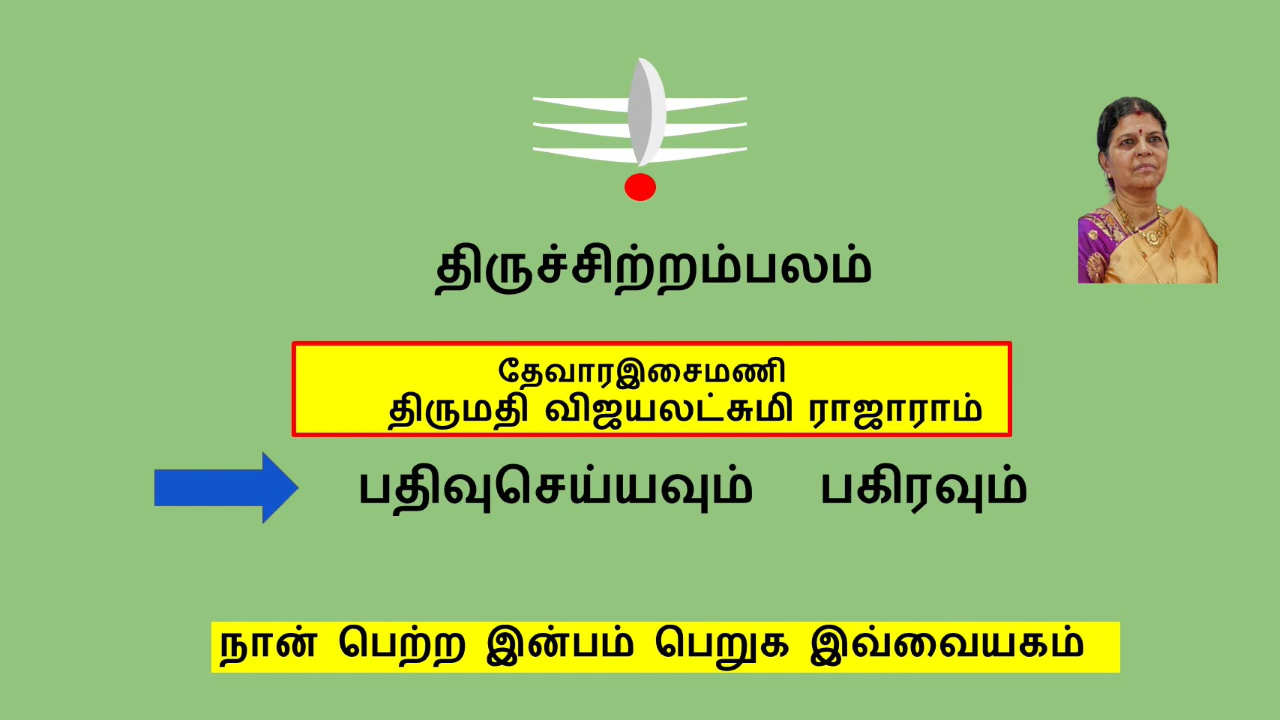 திருச்சிற்றம்பலம்
தேவாரஇசைமணி
திருமதி விஜயலட்சுமி ராஜாராம்
பதிவுசெய்யவும் பகிரவும்
நான் பெற்ற இன்பம் பெறுக இவ்வையகம்